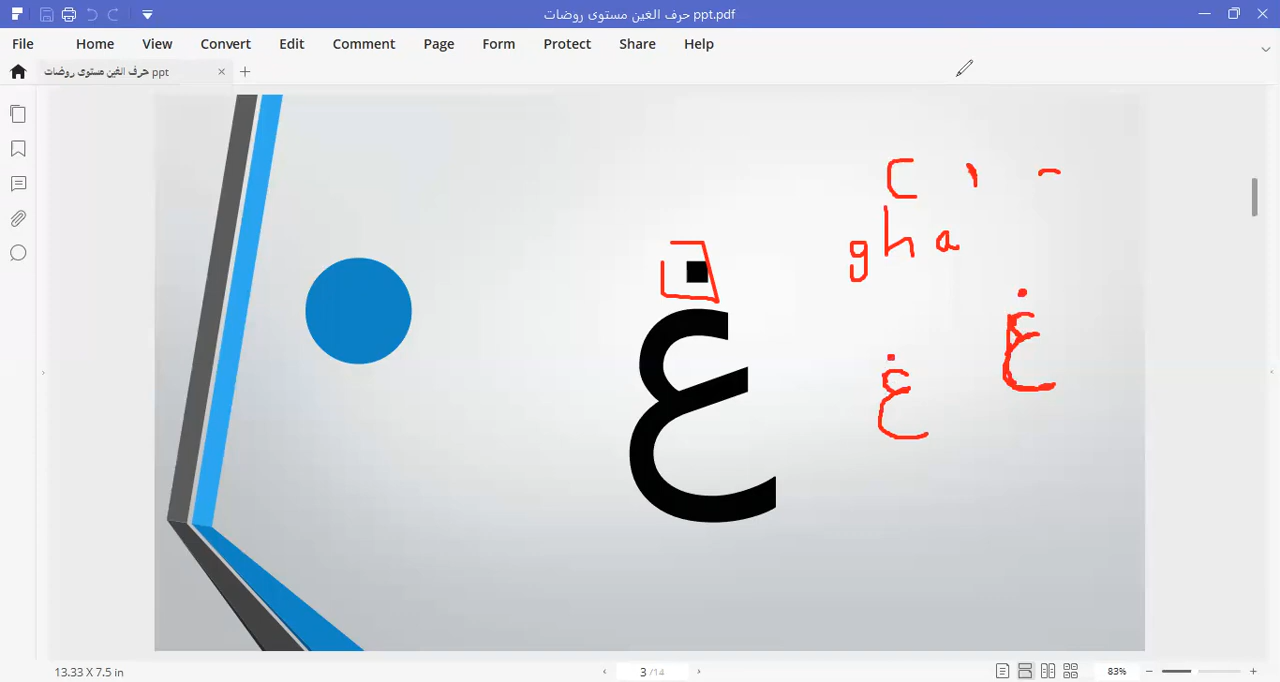 حرف الغين مستوى روضات ppt.pdf
File Home View Convert Edit Comment Page Form Protect Share Help
حرف الغين مستوى روضات ppt
gha
غ
غ
غ
13.33 X 7.5 in
3 /14
83%